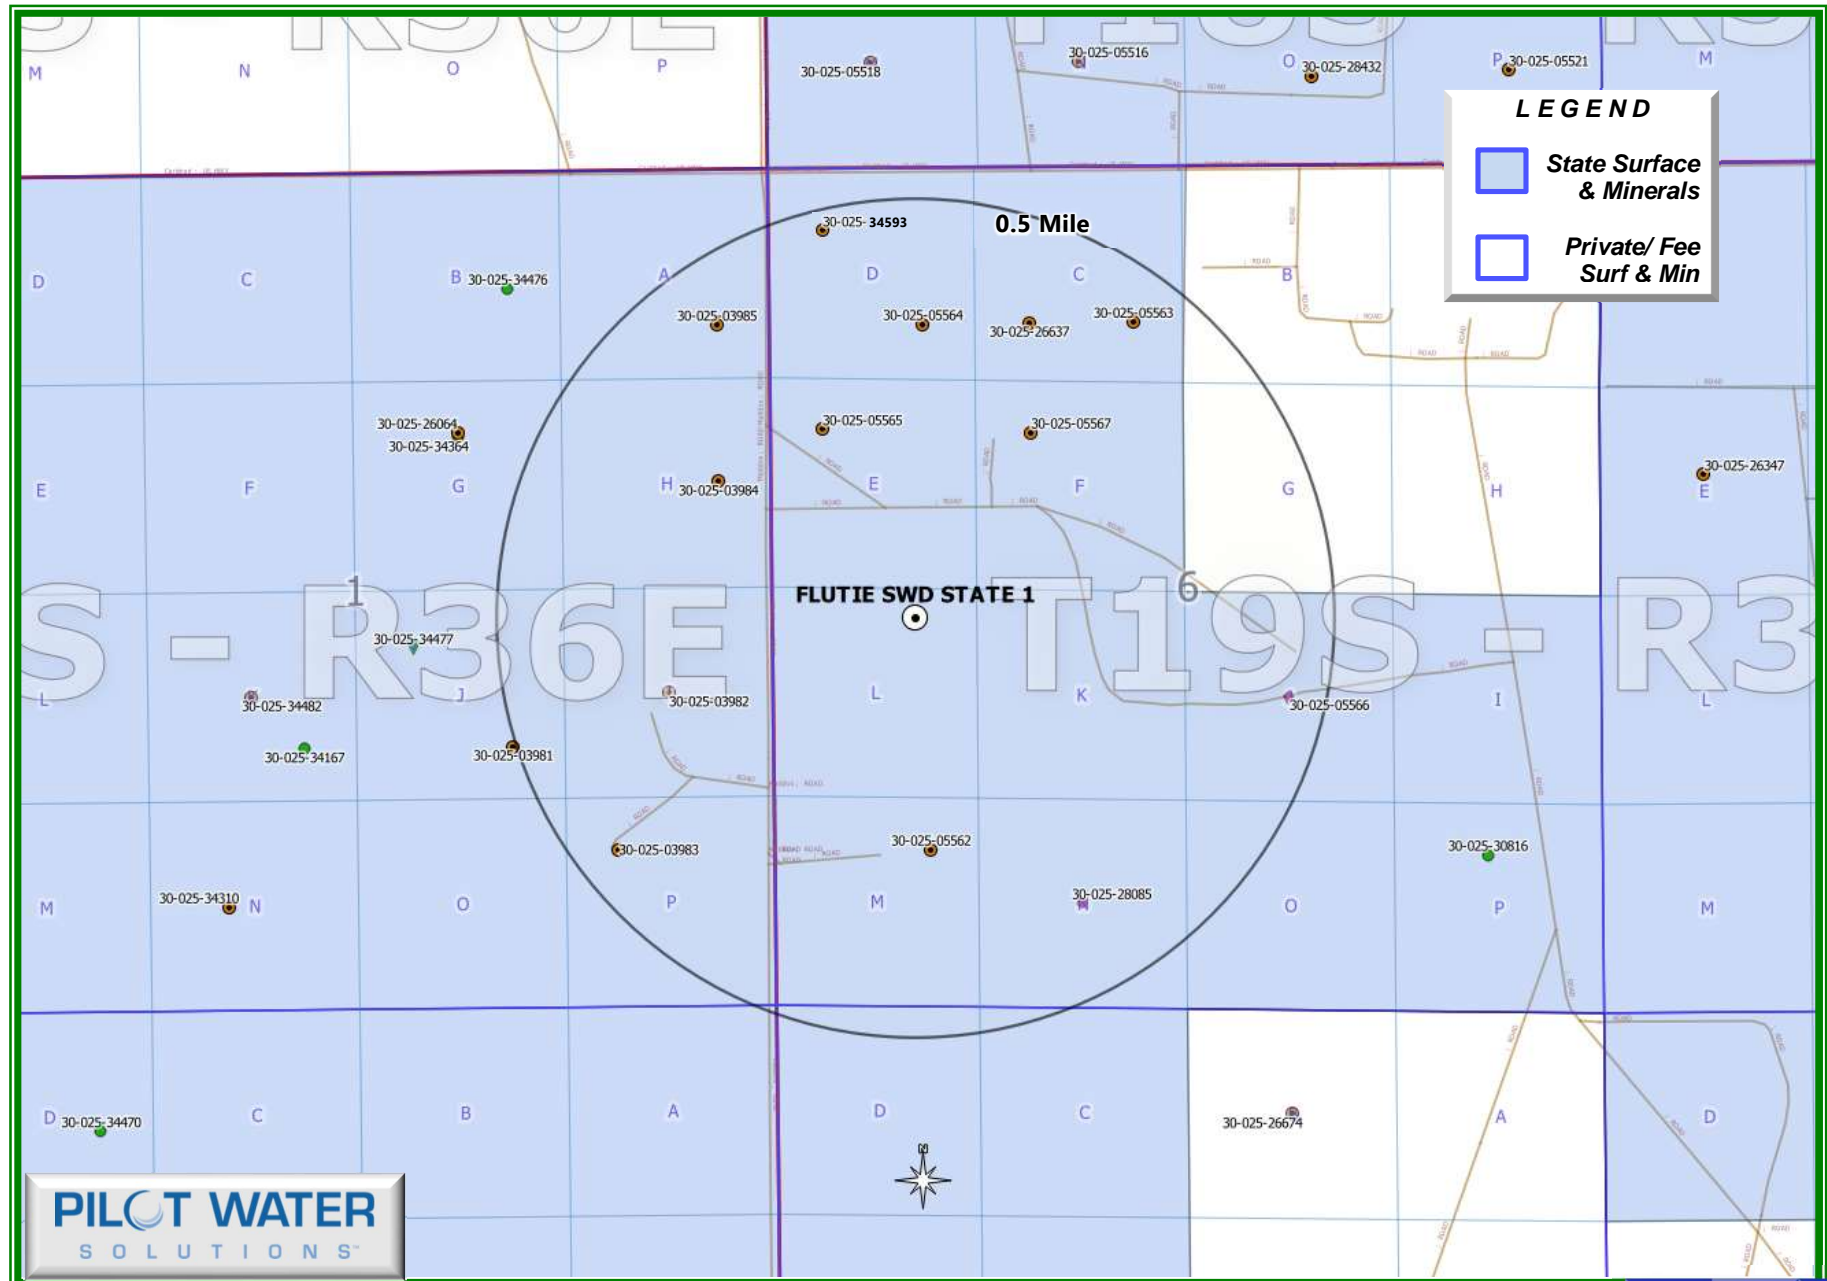 S - R36E
T18S
R3
M
N
O
P
30-025-05518
30-025-05516
O
30-025-28432
P
30-025-05521
M
LEGEND
State Surface
& Minerals
Private/ Fee
Surf & Min
30-025-34593
0.5 Mile
D
C
B
30-025-34476
A
D
C
B
30-025-03985
30-025-05564
30-025-26637
30-025-05563
30-025-26064
30-025-34364
30-025-05565
30-025-05567
30-025-26347
E
F
G
H
30-025-03984
E
F
G
H
E
FLUTIE SWD STATE 1
1
6
S - R36E
T19S - R3
30-025-34477
L
30-025-34482
J
30-025-03982
L
K
30-025-05566
I
L
30-025-34167
30-025-03981
30-025-03983
30-025-05562
30-025-30816
30-025-34310
30-025-28085
M
N
O
P
M
O
P
M
D
30-025-34470
C
B
A
D
C
30-025-26674
A
D
N
ROAD
PILOT WATER
SOLUTIONS